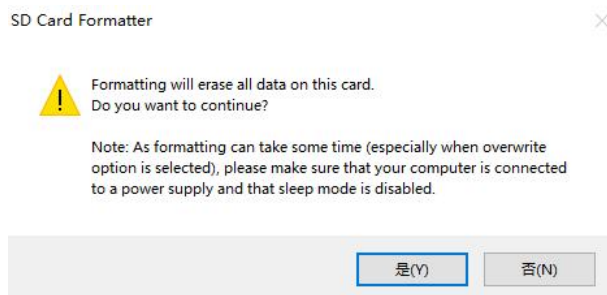 SD Card Formatter
Formatting will erase all data on this card.
Do you want to continue?
Note: As formatting can take some time (especially when overwrite
option is selected), please make sure that your computer is connected
to a power supply and that sleep mode is disabled.
是(Y) 否(N)